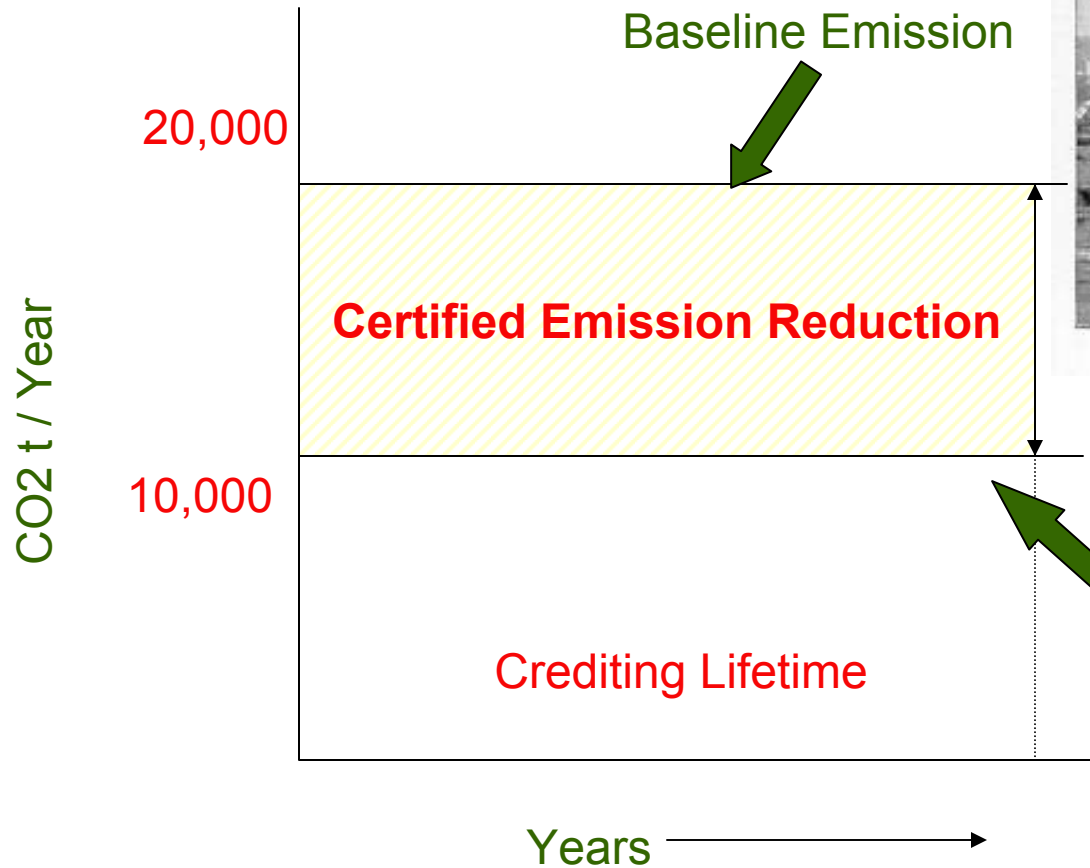 Baseline Emission
20,000
Certified Emission Reduction
CO2 t / Year
10,000
Crediting Lifetime
Years